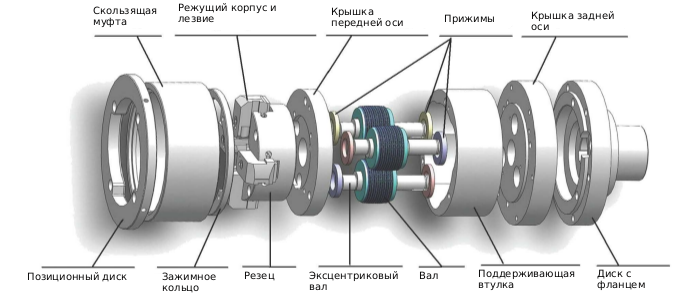 Скользящая
муфта
Режущий корпус и
лезвие
Крышка
передней оси
Прижимы
Крышка задней
оси
Позиционный диск
Зажимное
кольцо
Резец
Эксцентриковый
вал
Вал
Поддерживающая
втулка
Диск с
фланцем